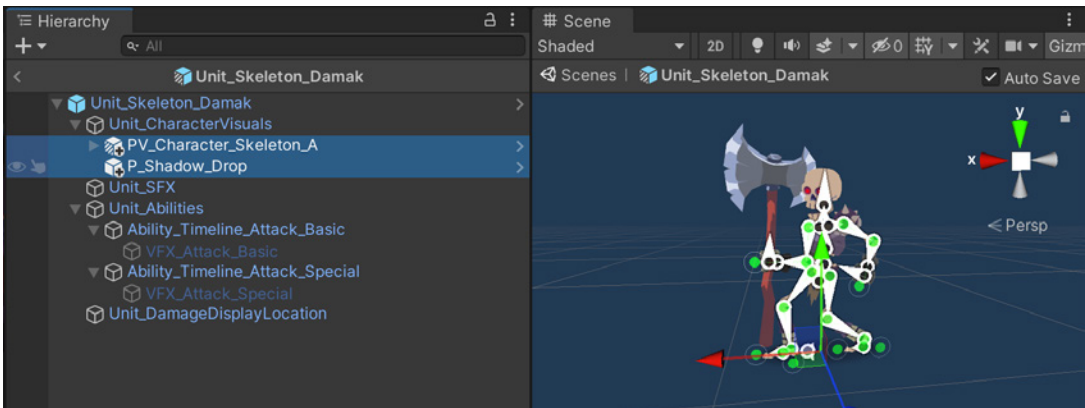 Hierarchy
All
Unit_Skeleton_Damak
Unit_Skeleton_Damak
Unit_CharacterVisuals
PV_Character_Skeleton_A
P_Shadow_Drop
Unit_SFX
Unit_Abilities
Ability_Timeline_Attack_Basic
VFX_Attack_Basic
Ability_Timeline_Attack_Special
VFX_Attack_Special
Unit_DamageDisplayLocation
# Scene
Shaded 2D 0 Gizm
Scenes | Unit_Skeleton_Damak Auto Save
y
x
< Persp